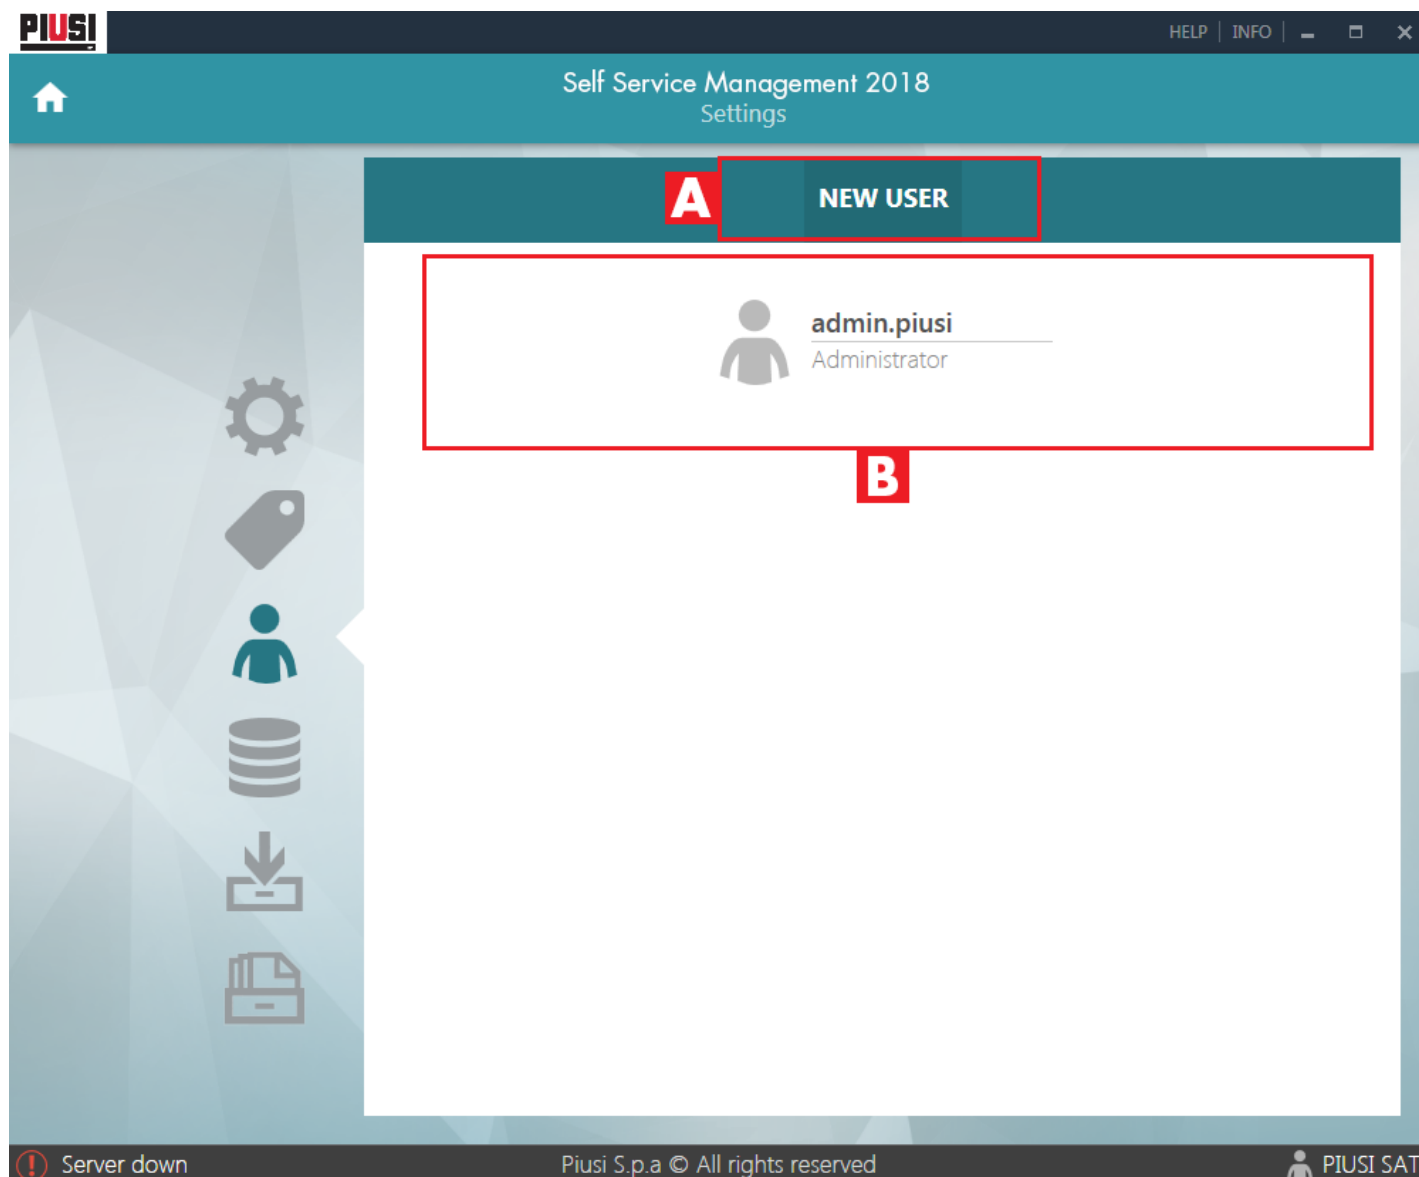 PIUSI
HELP INFO
Self Service Management 2018
Settings
A NEW USER
admin.piusi
Administrator
B
Server down Piusi S.p.a © All rights reserved PIUSI SAT